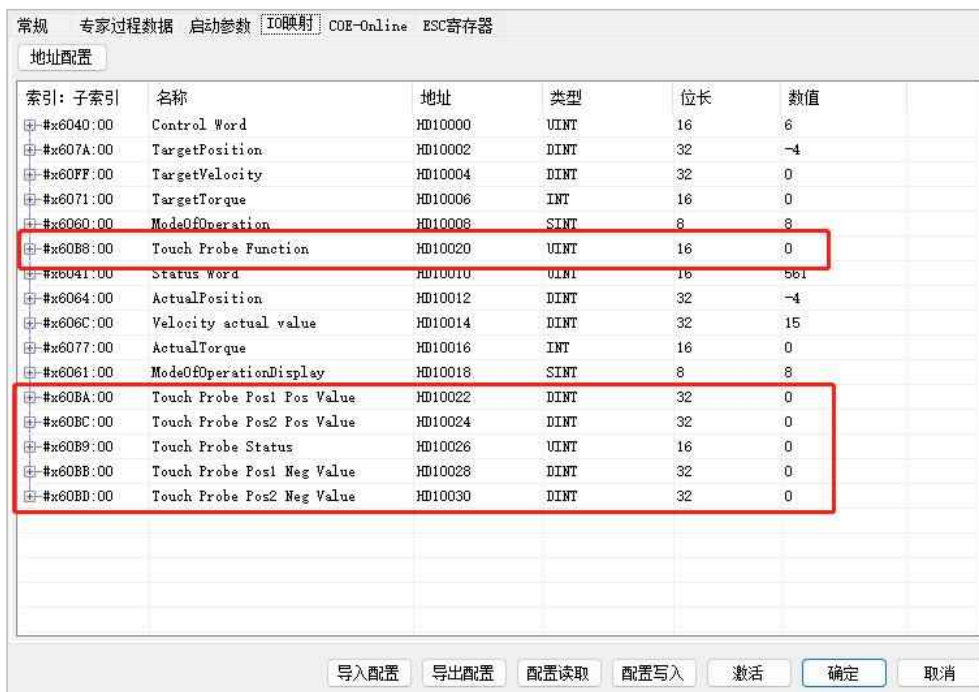 常规 专家过程数据 启动参数 IO映射 COE-Online ESC寄存器
地址配置
索引: 子索引 名称 地址 类型 位长 数值
#x6040:00 Control Word HD10000 UINT 16 6
#x607A:00 TargetPosition HD10002 DINT 32 -4
#x60FF:00 TargetVelocity HD10004 DINT 32 0
#x6071:00 TargetTorque HD10006 INT 16 0
#x6060:00 ModeOfOperation HD10008 SINT 8 8
#x60B8:00 Touch Probe Function HD10020 UINT 16 0
#x6041:00 Status Word HD10010 UINT 16 561
#x6064:00 ActualPosition HD10012 DINT 32 -4
#x606C:00 Velocity actual value HD10014 DINT 32 15
#x6077:00 ActualTorque HD10016 INT 16 0
#x6061:00 ModeOfOperationDisplay HD10018 SINT 8 8
#x60BA:00 Touch Probe Pos1 Pos Value HD10022 DINT 32 0
#x60BC:00 Touch Probe Pos2 Pos Value HD10024 DINT 32 0
#x60B9:00 Touch Probe Status HD10026 UINT 16 0
#x60BB:00 Touch Probe Pos1 Neg Value HD10028 DINT 32 0
#x60BD:00 Touch Probe Pos2 Neg Value HD10030 DINT 32 0
导入配置 导出配置 配置读取 配置写入 激活 确定 取消